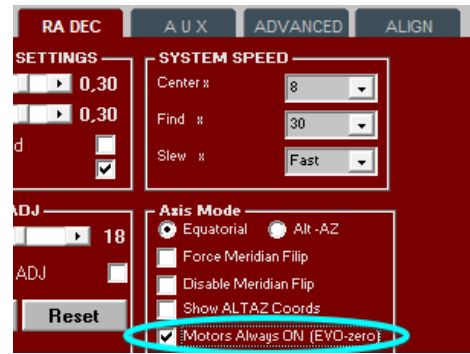 RA DEC AUX ADVANCED ALIGN
SETTINGS SYSTEM SPEED
0,30 Center x 8
0,30 Find x 30
d
Slew x Fast
ADJ Axis Mode
18 Equatorial Alt-AZ
Force Meridian Filip
ADJ Disable Meridian Flip
Show ALTAZ Coords
Reset Motors Always ON (EVO-zero)